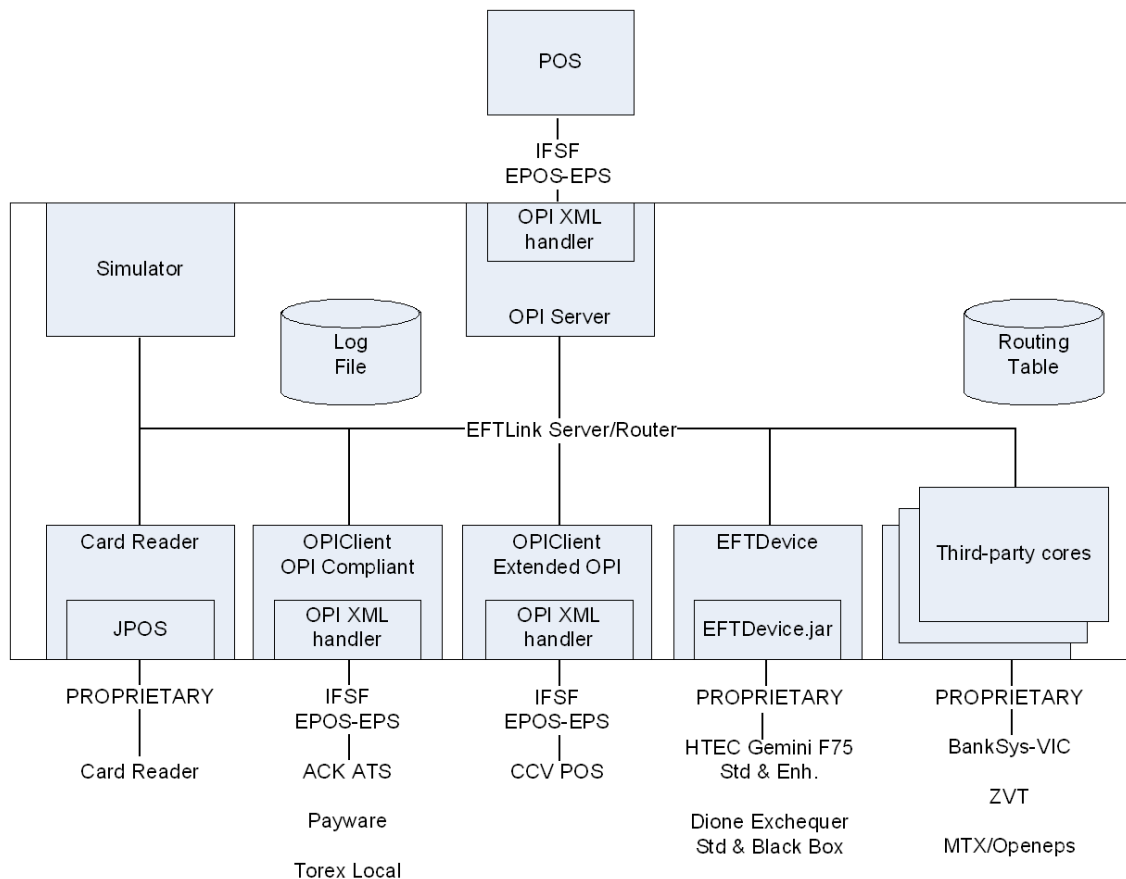 POS
IFSF
EPOS-EPS
OPI XML
handler
Simulator
OPI Server
Log
File
Routing
Table
EFTLink Server/Router
Card Reader
JPOS
OPIClient
OPI Compliant
OPI XML
handler
OPIClient
Extended OPI
OPI XML
handler
EFTDevice
EFTDevice.jar
Third-party cores
PROPRIETARY
Card Reader
IFSF
EPOS-EPS
ACK ATS
Payware
Torex Local
IFSF
EPOS-EPS
CCV POS
PROPRIETARY
HTEC Gemini F75
Std & Enh.
Dione Exchequer
Std & Black Box
PROPRIETARY
BankSys-VIC
ZVT
MTX/Openeps